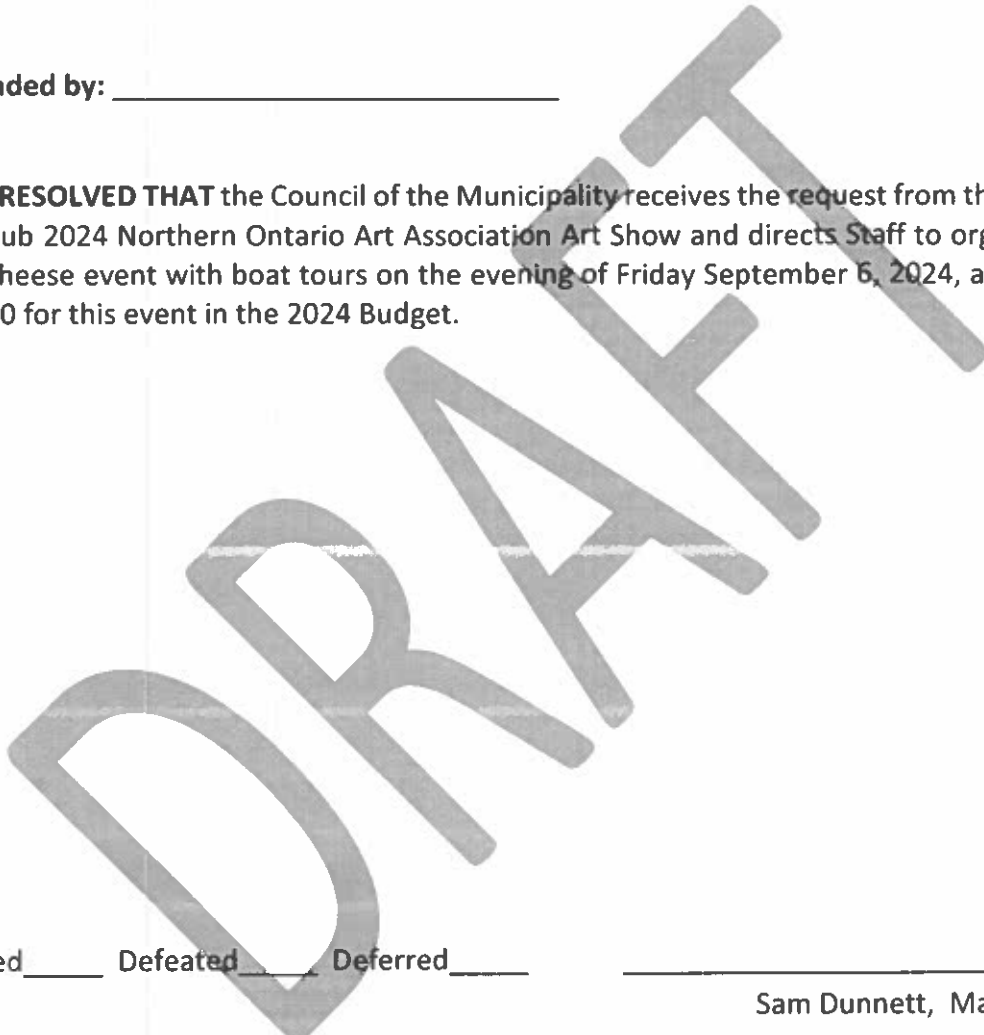 nded by: ____________________
RESOLVED THAT the Council of the Municipality receives the request from th
ub 2024 Northern Ontario Art Association Art Show and directs Staff to org
heese event with boat tours on the evening of Friday September 6, 2024, a
0 for this event in the 2024 Budget.
DRAFT
ed_____ Defeated_____ Deferred_____ ____________________
Sam Dunnett, Ma